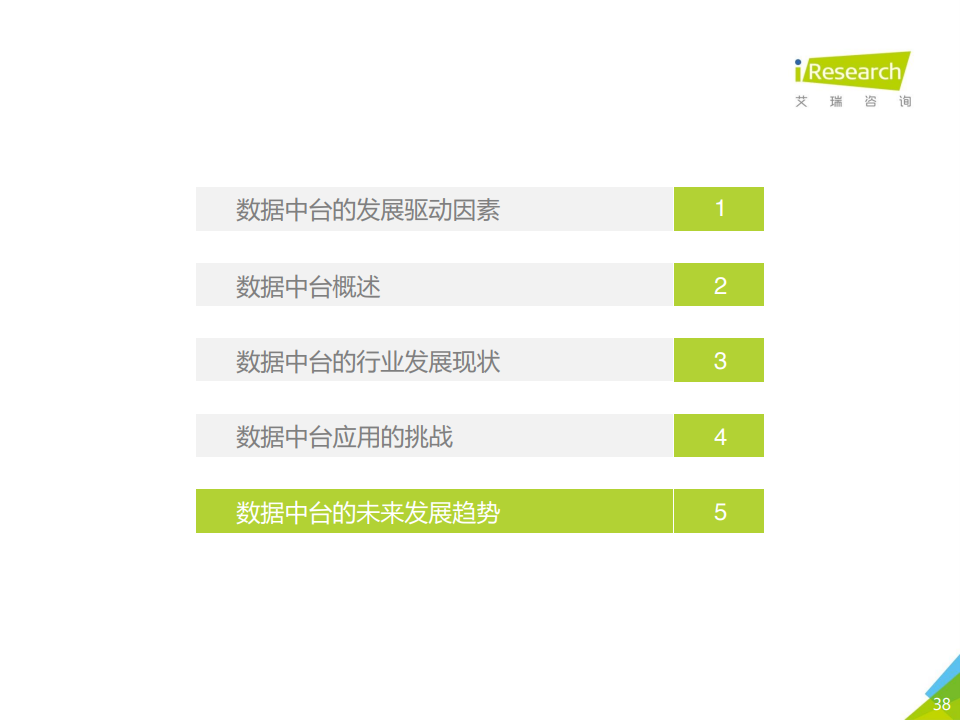 iResearch
艾瑞咨询
数据中台的发展驱动因素 1
数据中台概述 2
数据中台的行业发展现状 3
数据中台应用的挑战 4
数据中台的未来发展趋势 5
38